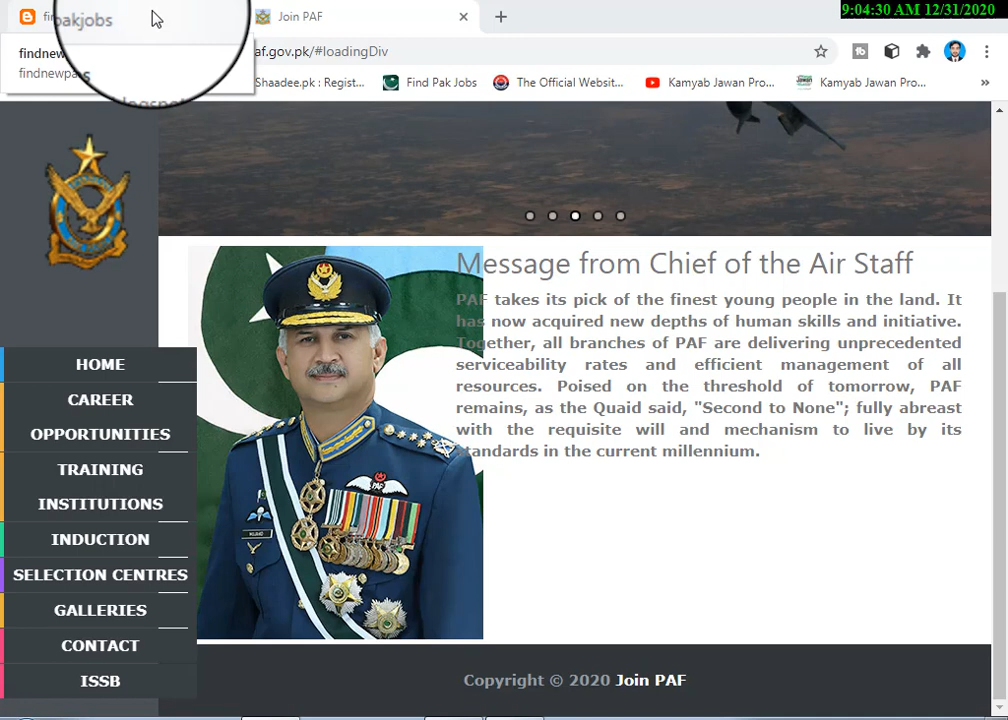 pakjobs
Join PAF
9:04:30 AM 12/31/2020
findnew
af.gov.pk/#loadingDiv
findnewpa
Shaadee.pk : Regist...
Find Pak Jobs
The Official Websit...
Kamyab Jawan Prog...
Kamyab Jawan Proc...
»
Message from Chief of the Air Staff
PAF takes its pick of the finest young people in the land. It
has now acquired new depths of human skills and initiative.
Together, all branches of PAF are delivering unprecedented
serviceability rates and efficient management of all
resources. Poised on the threshold of tomorrow, PAF
remains, as the Quaid said, "Second to None"; fully abreast
with the requisite will and mechanism to live by its
standards in the current millennium.
HOME
CAREER
OPPORTUNITIES
TRAINING
INSTITUTIONS
INDUCTION
SELECTION CENTRES
GALLERIES
CONTACT
ISSB
Copyright © 2020 Join PAF